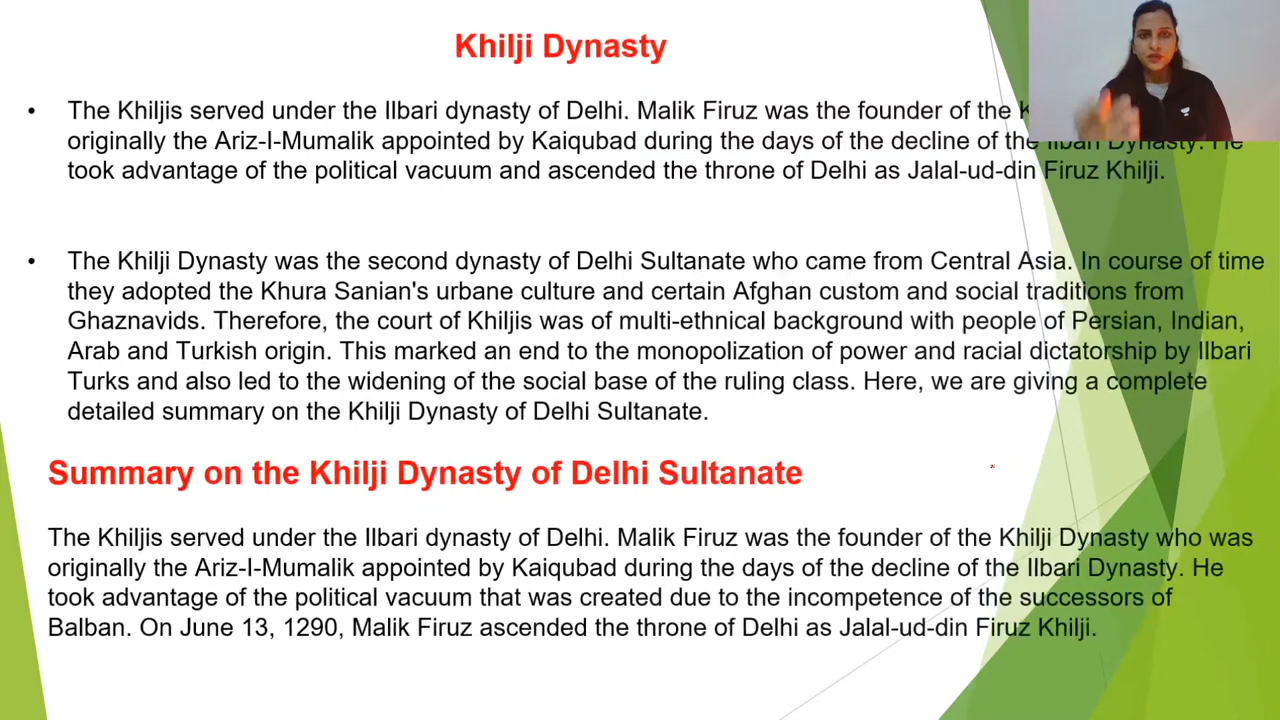 Khilji Dynasty
• The Khiljis served under the Ilbari dynasty of Delhi. Malik Firuz was the founder of the
originally the Ariz-I-Mumalik appointed by Kaiqubad during the days of the decline of the Ilbari Dynasty. He
took advantage of the political vacuum and ascended the throne of Delhi as Jalal-ud-din Firuz Khilji.
• The Khilji Dynasty was the second dynasty of Delhi Sultanate who came from Central Asia. In course of time
they adopted the Khura Sanian's urbane culture and certain Afghan custom and social traditions from
Ghaznavids. Therefore, the court of Khiljis was of multi-ethnical background with people of Persian, Indian,
Arab and Turkish origin. This marked an end to the monopolization of power and racial dictatorship by Ilbari
Turks and also led to the widening of the social base of the ruling class. Here, we are giving a complete
detailed summary on the Khilji Dynasty of Delhi Sultanate.
Summary on the Khilji Dynasty of Delhi Sultanate
The Khiljis served under the Ilbari dynasty of Delhi. Malik Firuz was the founder of the Khilji Dynasty who was
originally the Ariz-I-Mumalik appointed by Kaiqubad during the days of the decline of the Ilbari Dynasty. He
took advantage of the political vacuum that was created due to the incompetence of the successors of
Balban. On June 13, 1290, Malik Firuz ascended the throne of Delhi as Jalal-ud-din Firuz Khilji.